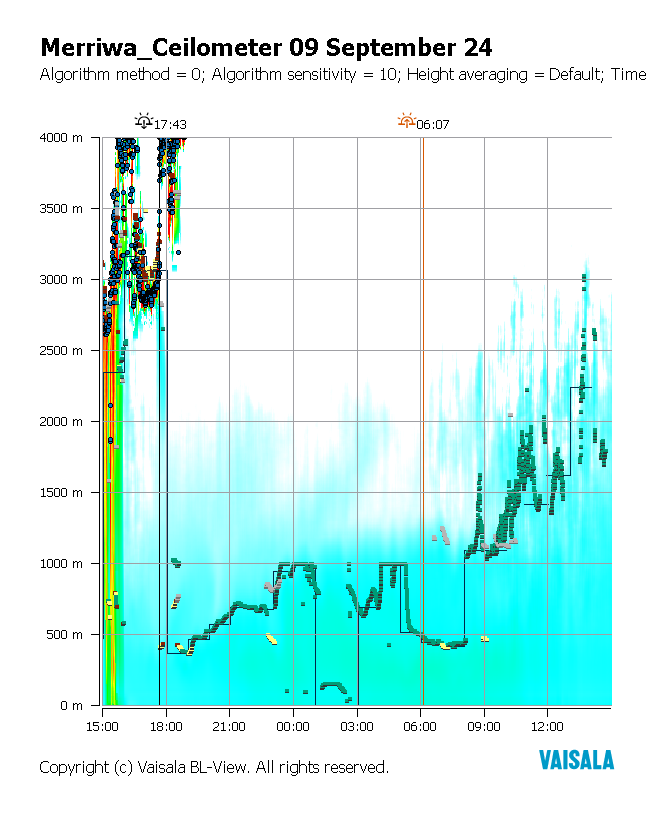 Merriwa_Ceilometer 09 September 24
Algorithm method = 0; Algorithm sensitivity = 10; Height averaging = Default; Time
17:43 06:07
4000 m
3500 m
3000 m
2500 m
2000 m
1500 m
1000 m
500 m
0 m
15:00 18:00 21:00 00:00 03:00 06:00 09:00 12:00
Copyright (c) Vaisala BL-View. All rights reserved.
VAISALA